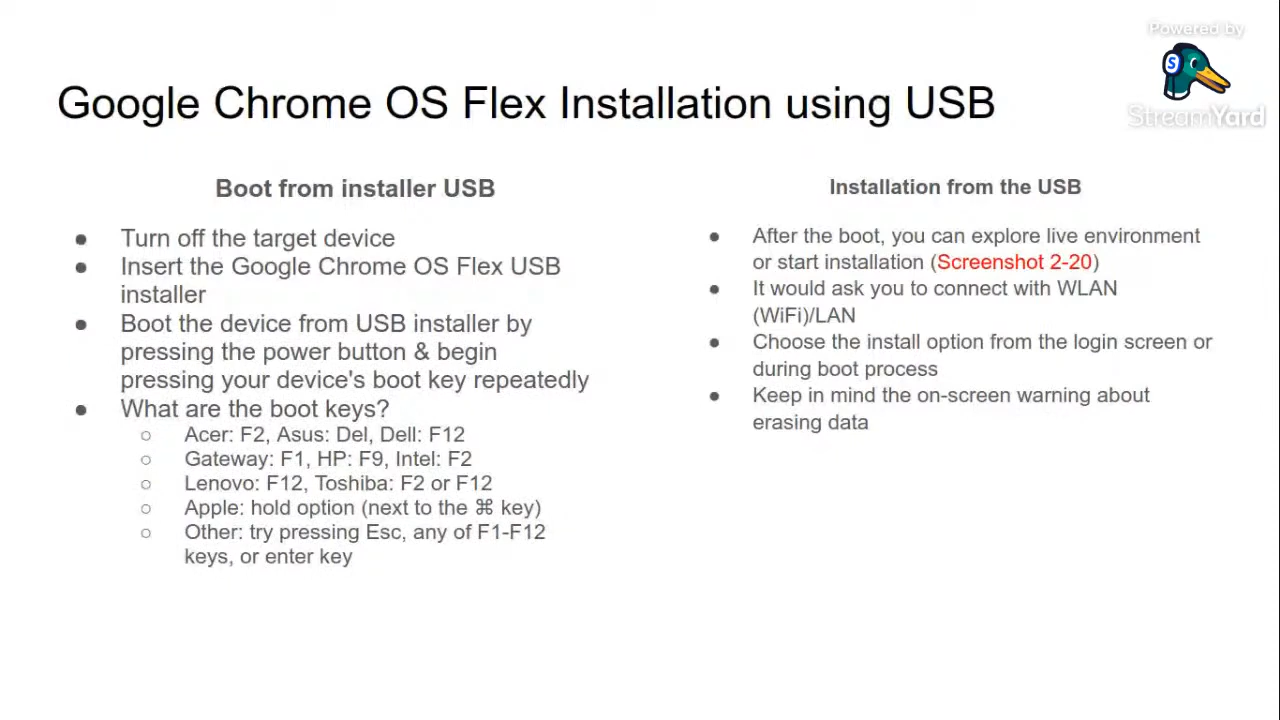 Powered by
S
StreamYard
Google Chrome OS Flex Installation using USB
Boot from installer USB
● Turn off the target device
● Insert the Google Chrome OS Flex USB
installer
● Boot the device from USB installer by
pressing the power button & begin
pressing your device's boot key repeatedly
● What are the boot keys?
○ Acer: F2, Asus: Del, Dell: F12
○ Gateway: F1, HP: F9, Intel: F2
○ Lenovo: F12, Toshiba: F2 or F12
○ Apple: hold option (next to the ⌘ key)
○ Other: try pressing Esc, any of F1-F12
keys, or enter key
Installation from the USB
● After the boot, you can explore live environment
or start installation (Screenshot 2-20)
● It would ask you to connect with WLAN
(WiFi)/LAN
● Choose the install option from the login screen or
during boot process
● Keep in mind the on-screen warning about
erasing data